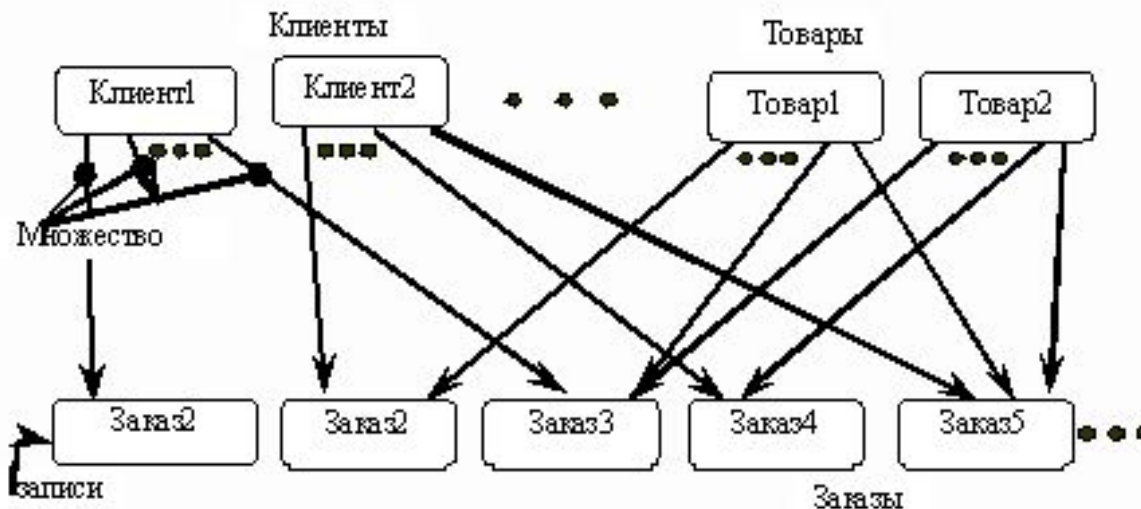 Клиенты
Товары
Клиент1
Клиент2
Товар1
Товар2
Множество
Заказ2
Заказ2
Заказ3
Заказ4
Заказ5
записи
Заказы